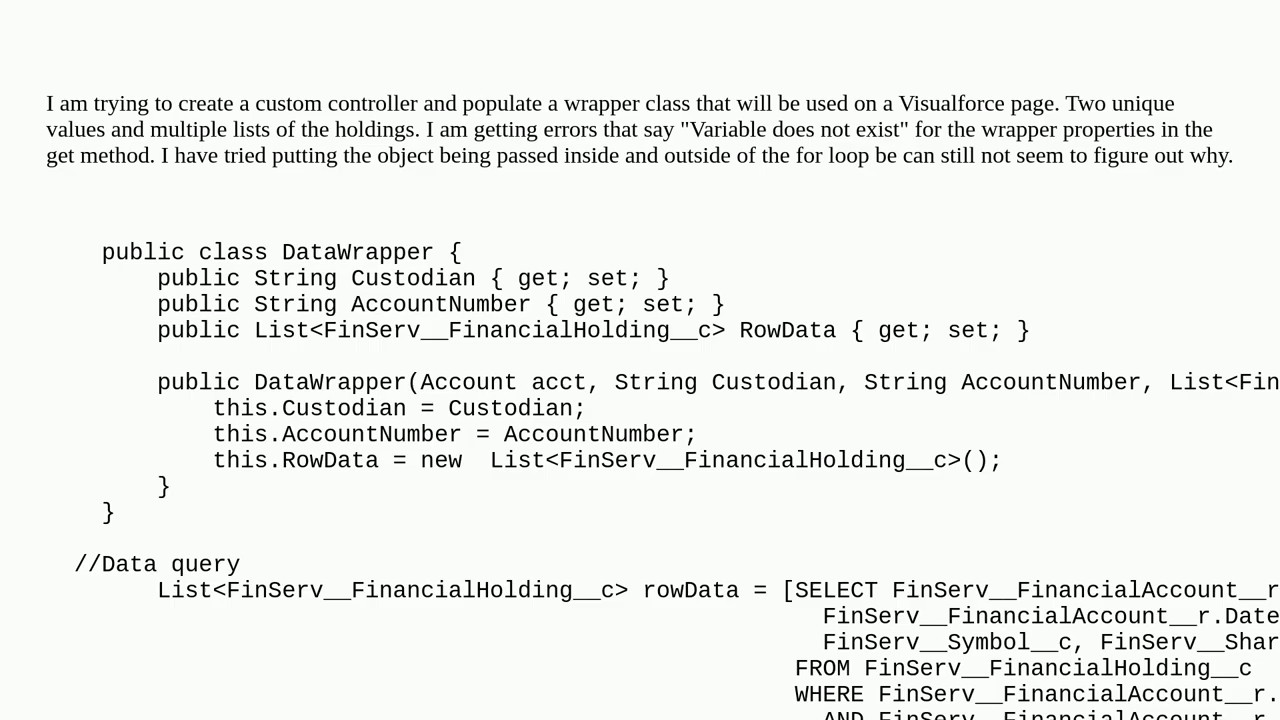 I am trying to create a custom controller and populate a wrapper class that will be used on a Visualforce page. Two unique
values and multiple lists of the holdings. I am getting errors that say "Variable does not exist" for the wrapper properties in the
get method. I have tried putting the object being passed inside and outside of the for loop be can still not seem to figure out why.
public class DataWrapper {
public String Custodian { get; set; }
public String AccountNumber { get; set; }
public List<FinServ__FinancialHolding__c> RowData { get; set; }
public DataWrapper(Account acct, String Custodian, String AccountNumber, List<Fin
this.Custodian = Custodian;
this.AccountNumber = AccountNumber;
this.RowData = new  List<FinServ__FinancialHolding__c>();
}
}
//Data query
List<FinServ__FinancialHolding__c> rowData = [SELECT FinServ__FinancialAccount__r
FinServ__FinancialAccount__r.Date
FinServ__Symbol__c, FinServ__Shar
FROM FinServ__FinancialHolding__c
WHERE FinServ__FinancialAccount__r.
AND FinServ__FinancialAccount__r